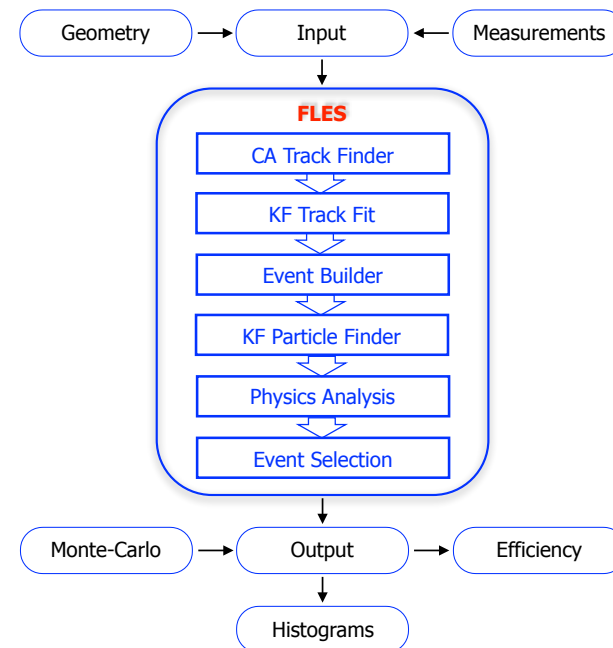 Geometry
Input
Measurements
FLES
CA Track Finder
KF Track Fit
Event Builder
KF Particle Finder
Physics Analysis
Event Selection
Monte-Carlo
Output
Efficiency
Histograms